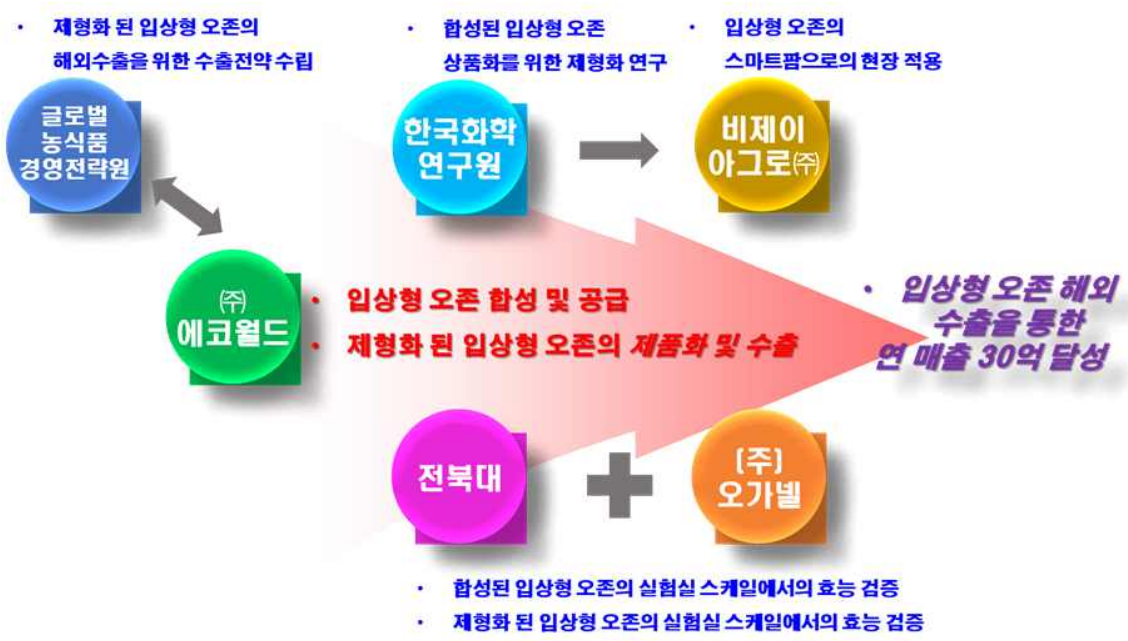 • 제형화 된 입상형 오존의
해외수출을 위한 수출전략 수립
• 합성된 입상형 오존
상품화를 위한 제형화 연구
• 입상형 오존의
스마트팜으로의 현장 적용
글로벌
농식품
경영전략원
한국화학
연구원
비제이
아그로㈜
㈜
에코월드
• 입상형 오존 합성 및 공급
• 제형화 된 입상형 오존의 제품화 및 수출
• 입상형 오존 해외
수출을 통한
연 매출 30억 달성
전북대
(주)
오가넬
• 합성된 입상형 오존의 실험실 스케일에서의 효능 검증
• 제형화 된 입상형 오존의 실험실 스케일에서의 효능 검증